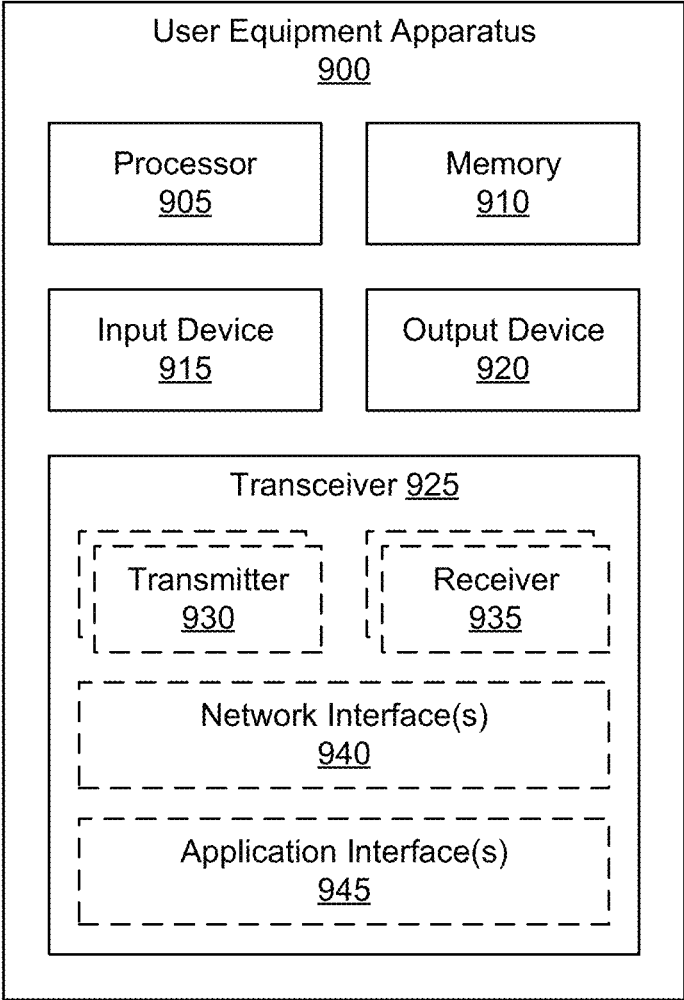 User Equipment Apparatus
900
Processor
905
Memory
910
Input Device
915
Output Device
920
Transceiver 925
Transmitter
930
Receiver
935
Network Interface(s)
940
Application Interface(s)
945